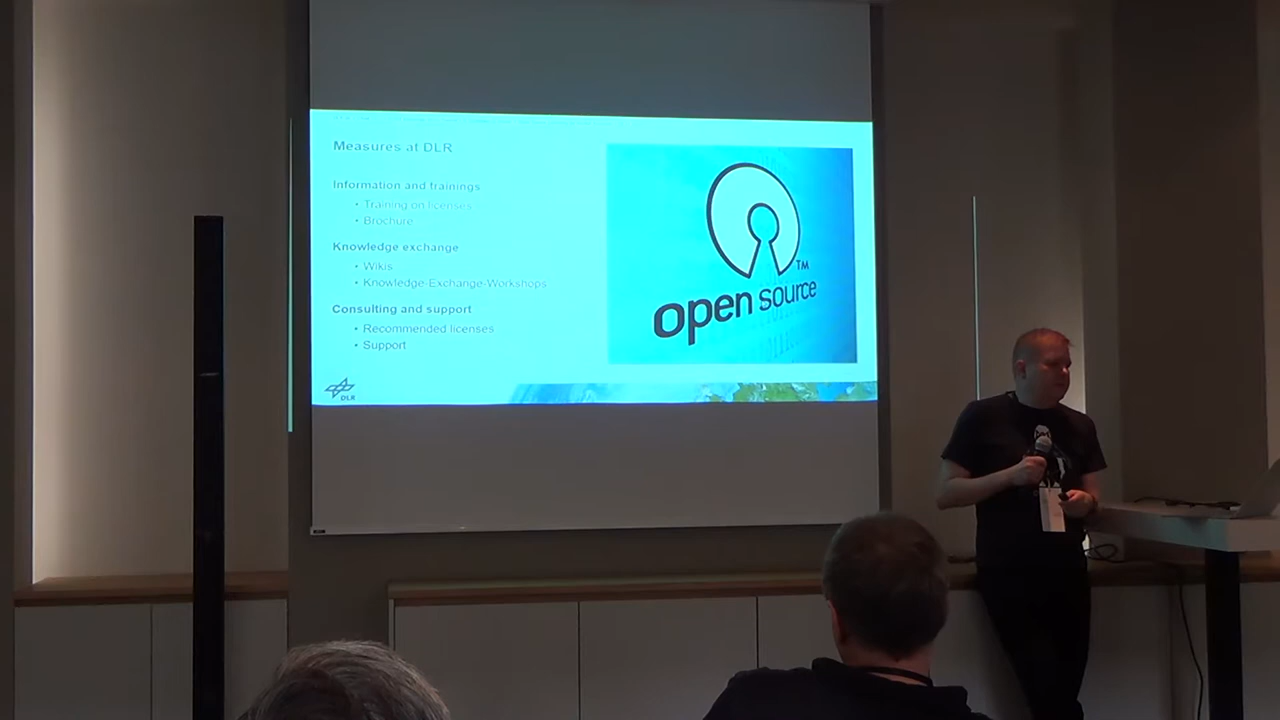 Measures at DLR
Information and trainings
• Training on licenses
• Brochure
Knowledge exchange
• Wikis
• Knowledge-Exchange-Workshops
Consulting and support
• Recommended licenses
• Support
TM
open source
DLR